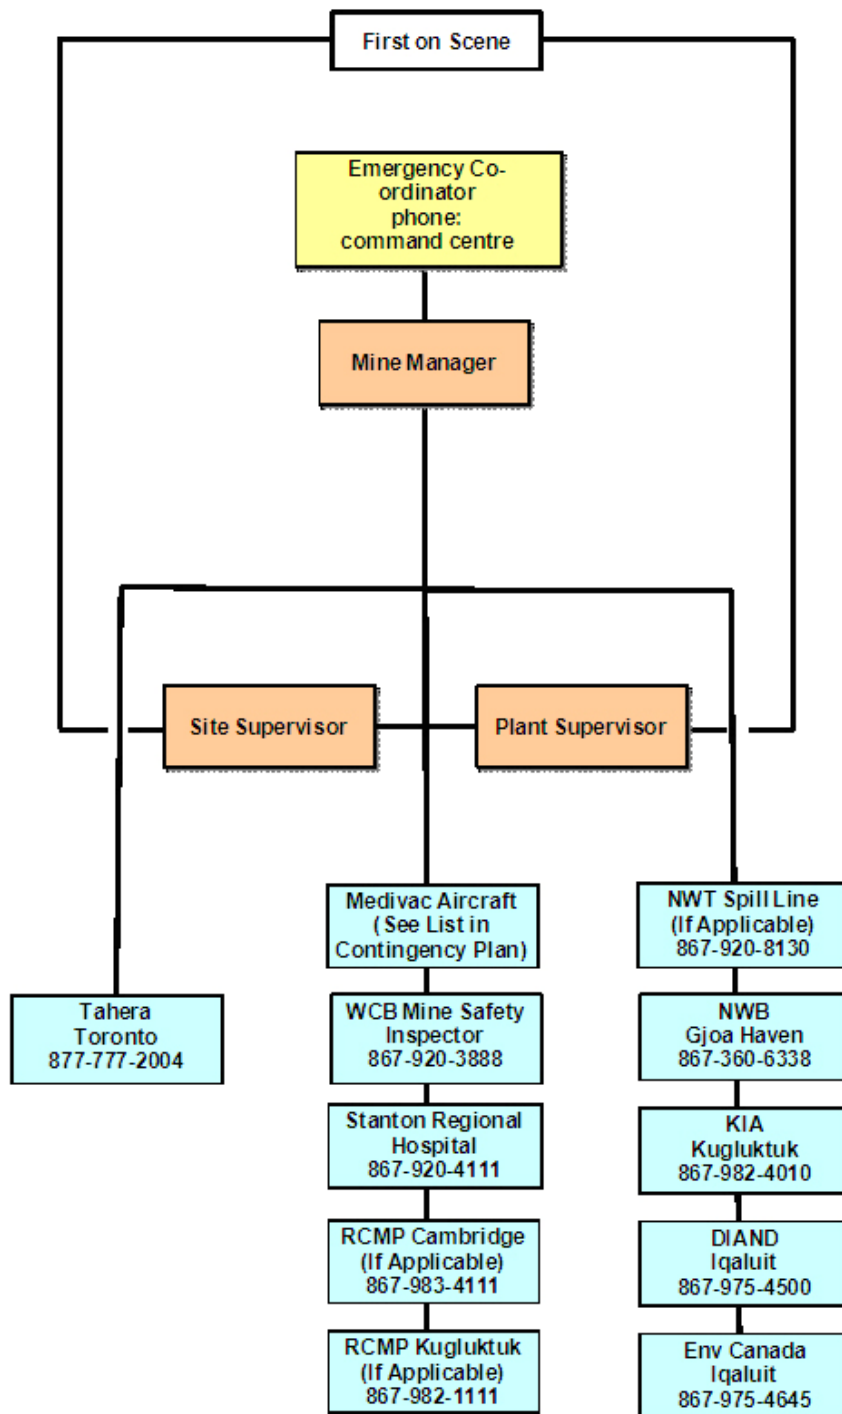 First on Scene
Emergency Co-
ordinator
phone:
command centre
Mine Manager
Site Supervisor
Plant Supervisor
Tahera
Toronto
877-777-2004
Medivac Aircraft
( See List in
Contingency Plan)
WCB Mine Safety
Inspector
867-920-3888
Stanton Regional
Hospital
867-920-4111
RCMP Cambridge
(If Applicable)
867-983-4111
RCMP Kugluktuk
(If Applicable)
867-982-1111
NWT Spill Line
(If Applicable)
867-920-8130
NWB
Gjoa Haven
867-360-6338
KIA
Kugluktuk
867-982-4010
DIAND
Iqaluit
867-975-4500
Env Canada
Iqaluit
867-975-4645